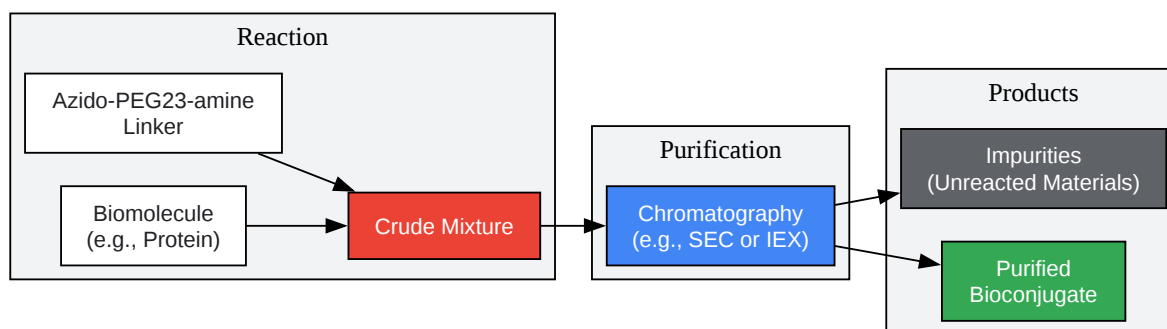 Reaction
Azido-PEG23-amine
Linker
Biomolecule
(e.g., Protein)
Crude Mixture
Purification
Chromatography
(e.g., SEC or IEX)
Products
Impurities
(Unreacted Materials)
Purified
Bioconjugate